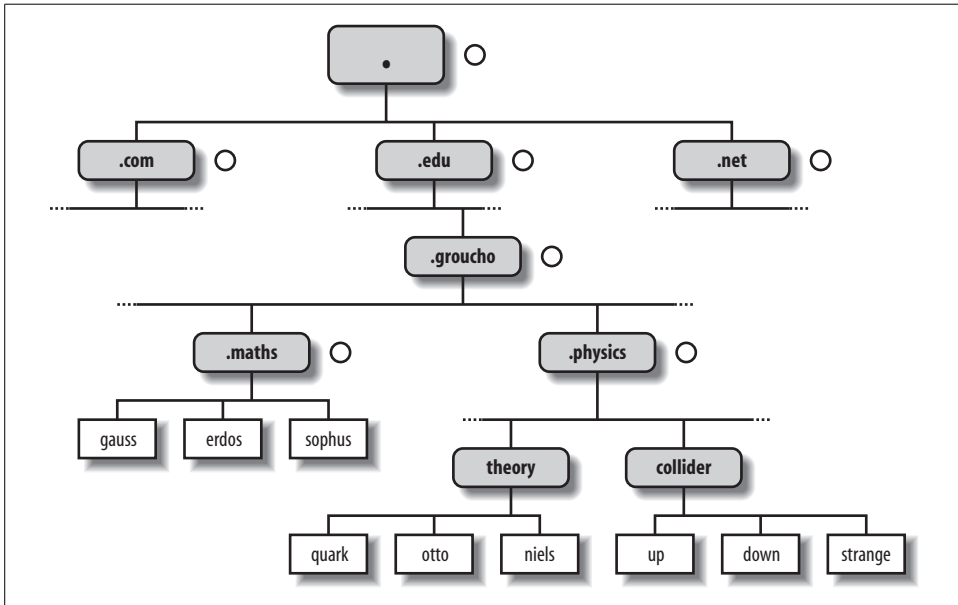 .
.com
.edu
.net
.groucho
.maths
.physics
gauss
erdos
sophus
theory
collider
quark
otto
niels
up
down
strange